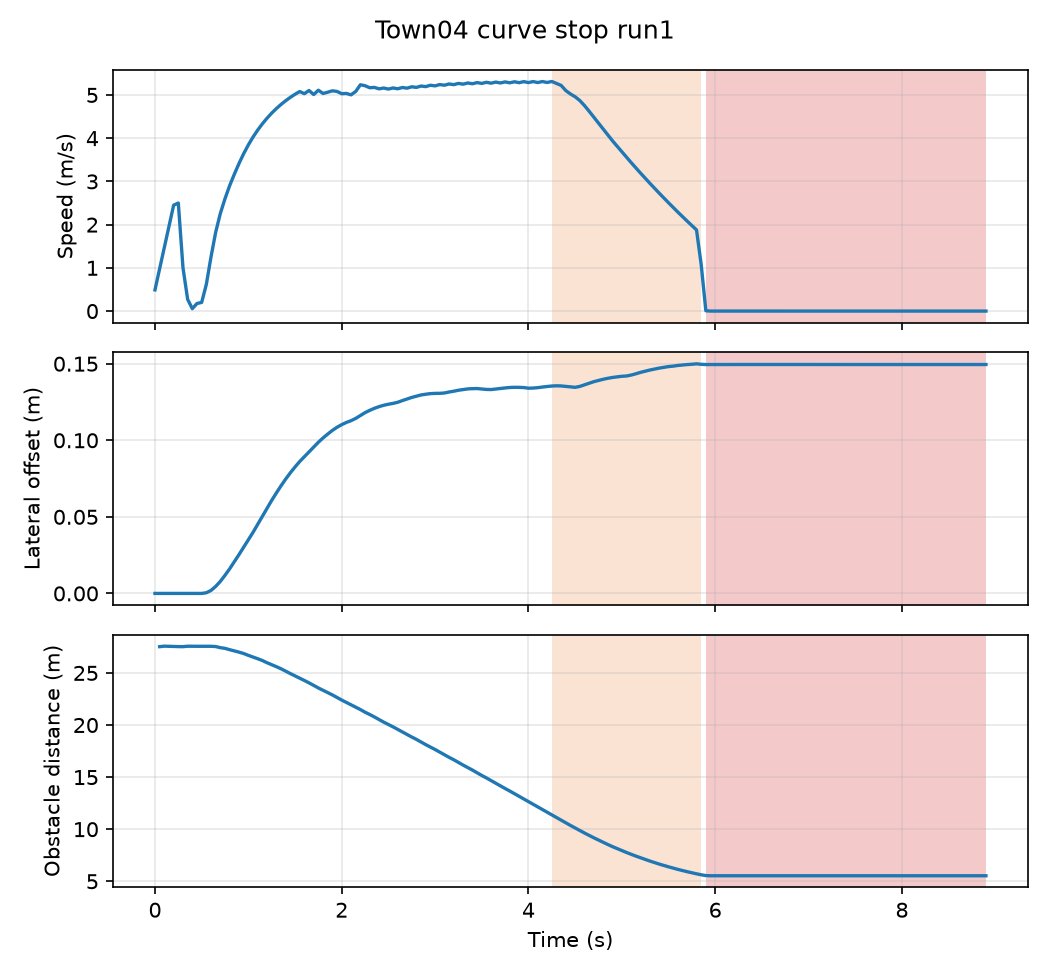 Town04 curve stop run1
Speed (m/s)
5
4
3
2
1
0
Lateral offset (m)
0.15
0.10
0.05
0.00
Obstacle distance (m)
25
20
15
10
5
0 2 4 6 8
Time (s)